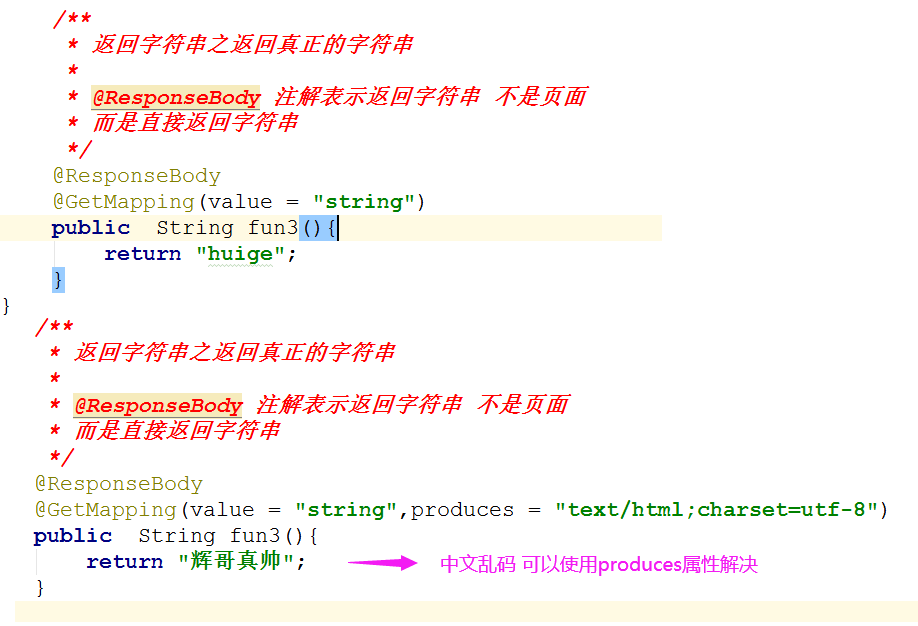 /**
 * 返回字符串之返回真正的字符串
 *
 * @ResponseBody 注解表示返回字符串 不是页面
 * 而是直接返回字符串
 */
@ResponseBody
@GetMapping(value = "string")
public  String fun3(){
    return "huige";
}
}
/**
 * 返回字符串之返回真正的字符串
 *
 * @ResponseBody 注解表示返回字符串 不是页面
 * 而是直接返回字符串
 */
@ResponseBody
@GetMapping(value = "string",produces = "text/html;charset=utf-8")
public  String fun3(){
    return "辉哥真帅"; 中文乱码 可以使用produces属性解决
}